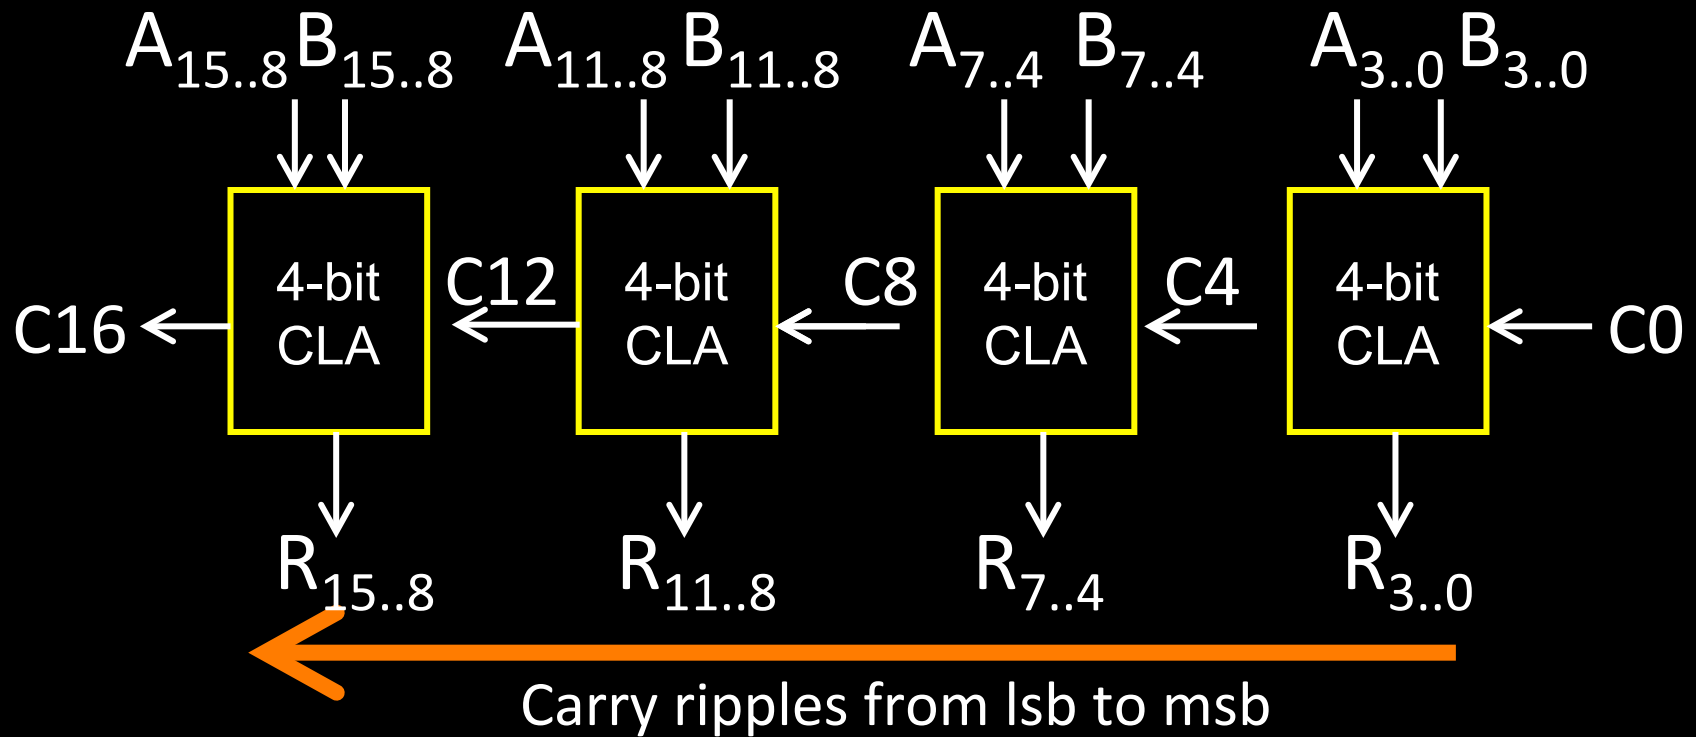 A15..8 B15..8 A11..8 B11..8 A7..4 B7..4 A3..0 B3..0
4-bit CLA
4-bit CLA
4-bit CLA
4-bit CLA
C16 C12 C8 C4 C0
R15..8 R11..8 R7..4 R3..0
Carry ripples from lsb to msb